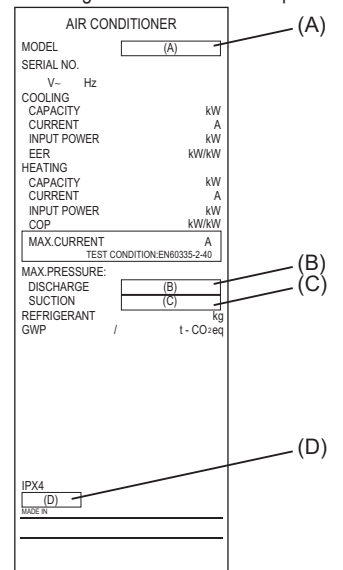 AIR CONDITIONER
MODEL (A) (A)
SERIAL NO.
V~ Hz
COOLING
CAPACITY kW
CURRENT A
INPUT POWER kW
EER kW/kW
HEATING
CAPACITY kW
CURRENT A
INPUT POWER kW
COP kW/kW
MAX.CURRENT A
TEST CONDITION:EN60335-2-40
MAX.PRESSURE:
DISCHARGE (B) (B)
SUCTION (C) (C)
REFRIGERANT kg
GWP / t - CO2eq
(D)
IPX4
(D)
MADE IN